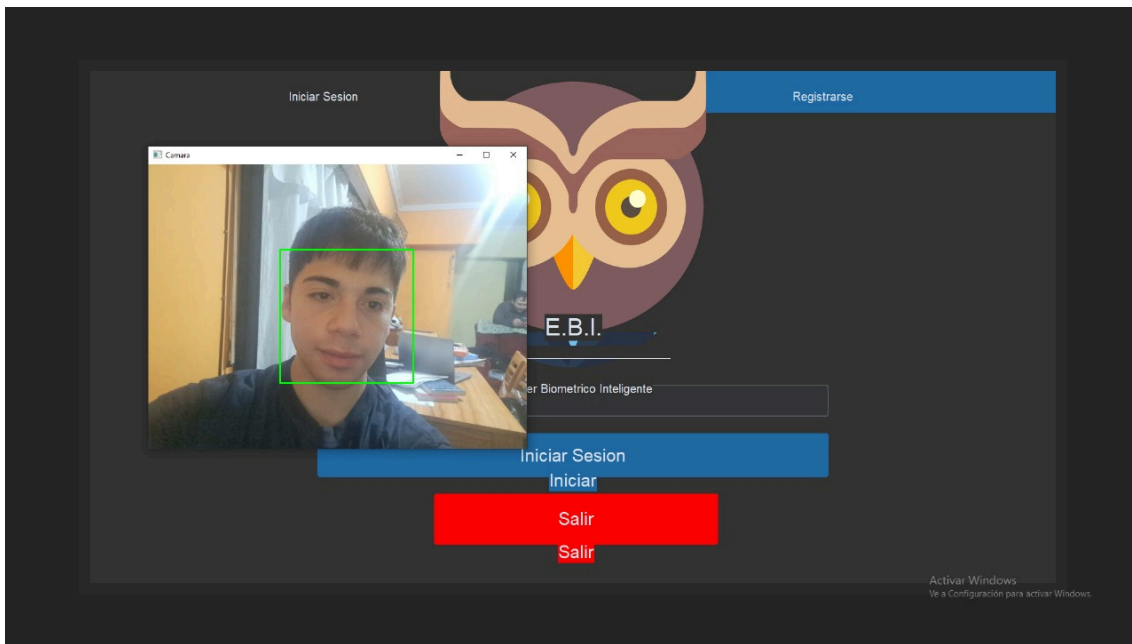 Iniciar Sesion
Registrarse
Camara
E.B.I.
er Biometrico Inteligente
Iniciar Sesion
Iniciar
Salir
Salir
Activar Windows
Ve a Configuración para activar Windows.